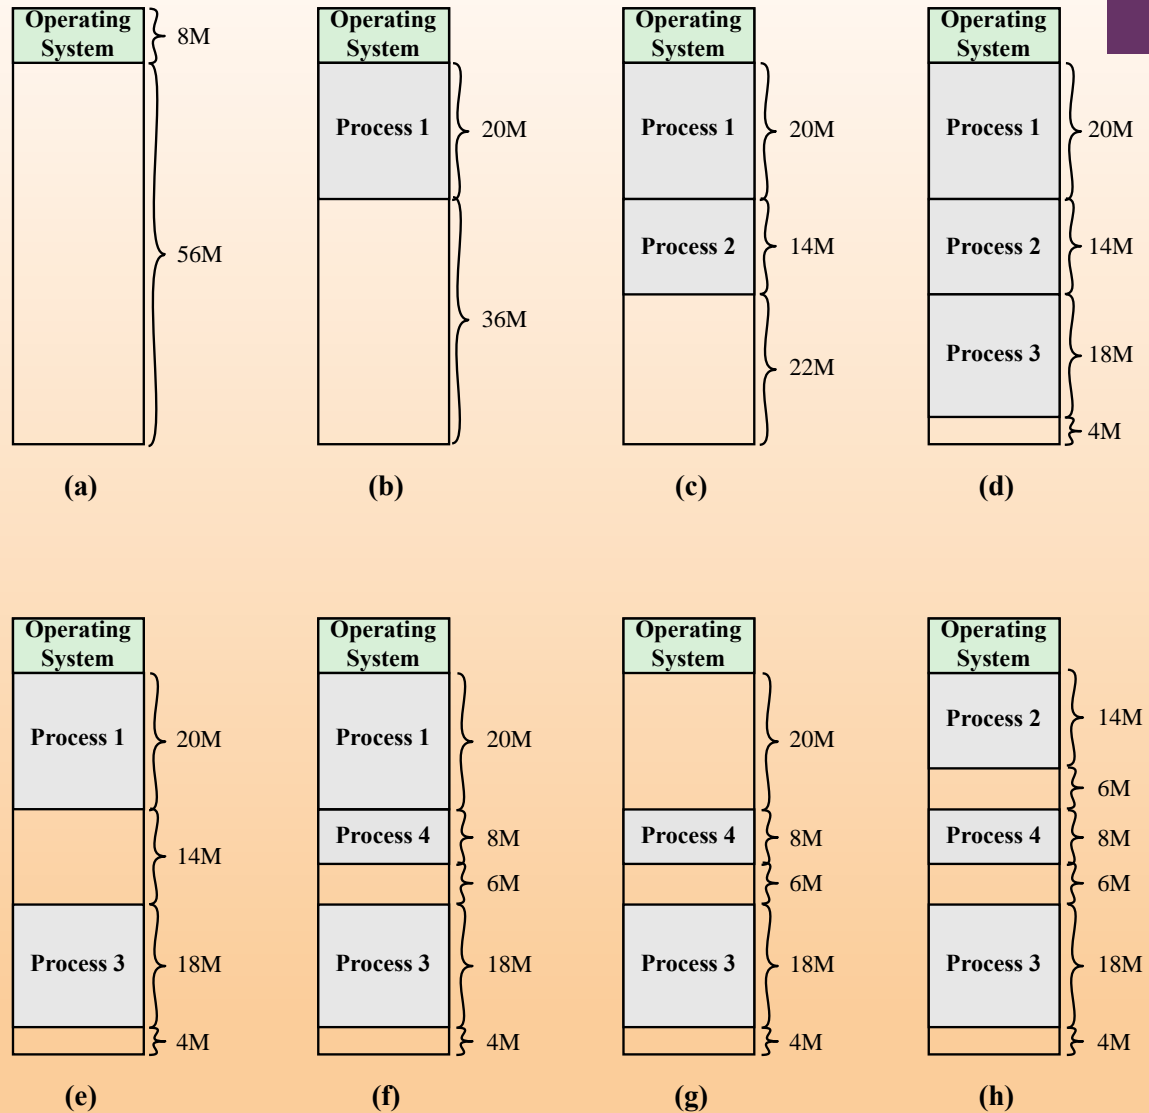 Operating
System
8M
56M
(a)
Operating
System
Process 1
20M
36M
(b)
Operating
System
Process 1
20M
Process 2
14M
22M
(c)
Operating
System
Process 1
20M
Process 2
14M
Process 3
18M
4M
(d)
Operating
System
Process 1
20M
14M
Process 3
18M
4M
(e)
Operating
System
Process 1
20M
Process 4
8M
6M
Process 3
18M
4M
(f)
Operating
System
20M
Process 4
8M
6M
Process 3
18M
4M
(g)
Operating
System
Process 2
14M
6M
Process 4
8M
6M
Process 3
18M
4M
(h)